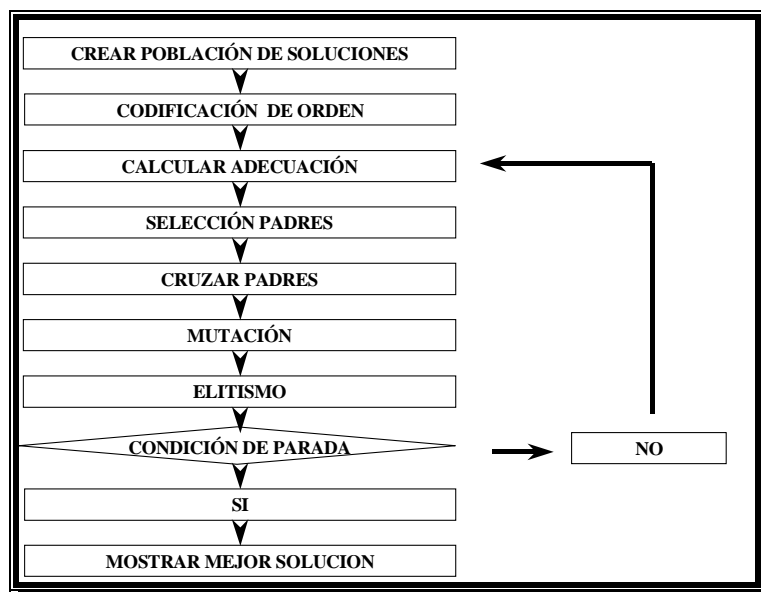 CREAR POBLACIÓN DE SOLUCIONES
CODIFICACIÓN DE ORDEN
CALCULAR ADECUACIÓN
SELECCIÓN PADRES
CRUZAR PADRES
MUTACIÓN
ELITISMO
CONDICIÓN DE PARADA
NO
SI
MOSTRAR MEJOR SOLUCION